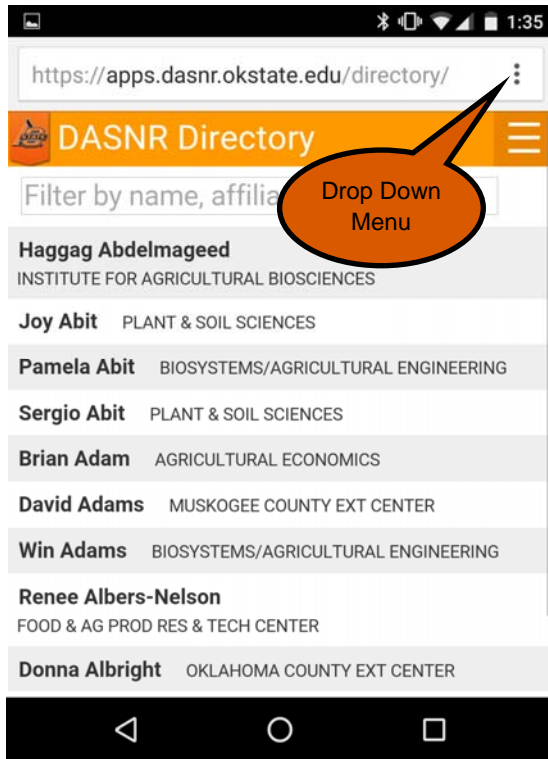 1:35
https://apps.dasnr.okstate.edu/directory/
DASNR Directory
Filter by name, affilia
Drop Down
Menu
Haggag Abdelmageed
INSTITUTE FOR AGRICULTURAL BIOSCIENCES
Joy Abit PLANT & SOIL SCIENCES
Pamela Abit BIOSYSTEMS/AGRICULTURAL ENGINEERING
Sergio Abit PLANT & SOIL SCIENCES
Brian Adam AGRICULTURAL ECONOMICS
David Adams MUSKOGEE COUNTY EXT CENTER
Win Adams BIOSYSTEMS/AGRICULTURAL ENGINEERING
Renee Albers-Nelson
FOOD & AG PROD RES & TECH CENTER
Donna Albright OKLAHOMA COUNTY EXT CENTER